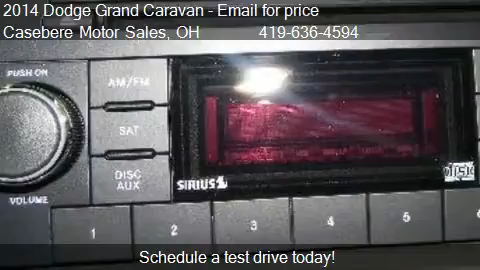 2014 Dodge Grand Caravan - Email for price
Casebere Motor Sales, OH 419-636-4594
PUSH ON
AM/FM
SAT
DISC
AUX
SIRIUS
VOLUME
1
2
3
4
5
Schedule a test drive today!